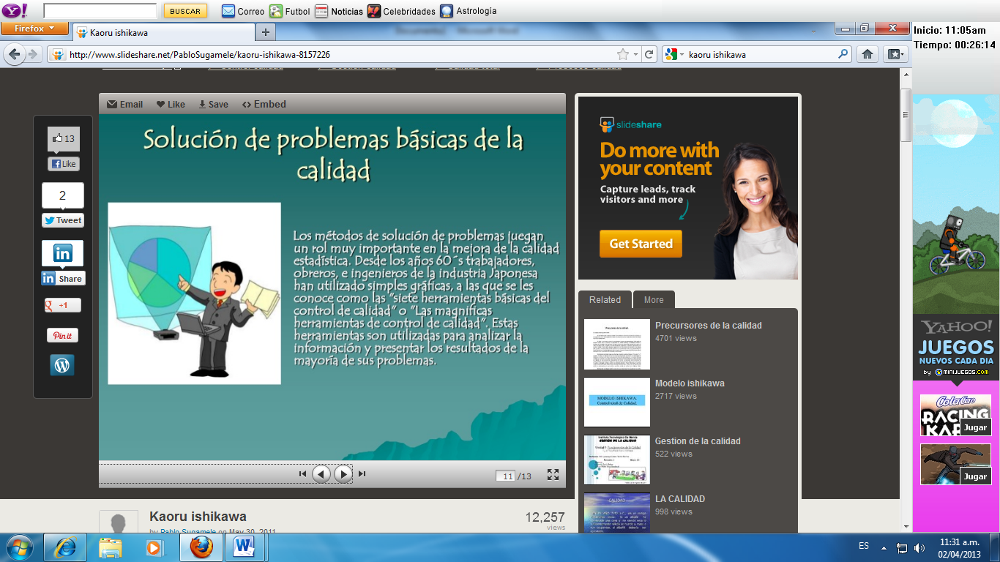 Y!
BUSCAR
Correo
Futbol
Noticias
Celebridades
Astrología
Firefox
Kaoru ishikawa
Inicio: 11:05am
Tiempo: 00:26:14
http://www.slideshare.net/PabloSugamele/kaoru-ishikawa-8157226
kaoru ishikawa
Email
Like
Save
Embed
13
Like
2
Tweet
in
in Share
+1
Pin it
Solución de problemas básicas de la
calidad
Los métodos de solución de problemas juegan
un rol muy importante en la mejora de la calidad
estadística. Desde los años 60´s trabajadores,
obreros, e ingenieros de la industria Japonesa
han utilizado simples gráficas, a las que se les
conoce como las "siete herramientas básicas del
control de calidad" o "Las magnificas
herramientas de control de calidad". Estas
herramientas son utilizadas para analizar la
información y presentar los resultados de la
mayoría de sus problemas.
11 /13
Kaoru ishikawa
by Pablo Sugamele on May 30, 2011
12,257
views
slideshare
Do more with
your content
Capture leads, track
visitors and more
Get Started
Related
More
Precursores de la calidad
4701 views
Modelo ishikawa
2717 views
MODELO ISHIKAWA.
Control total de Calidad.
Gestion de la calidad
522 views
LA CALIDAD
998 views
CALIDAD
YAHOO!
JUEGOS
NUEVOS CADA DIA
by MINIJUEGOS.COM
ColaCao
RACING
Jugar
Jugar
ES
11:31 a.m.
02/04/2013